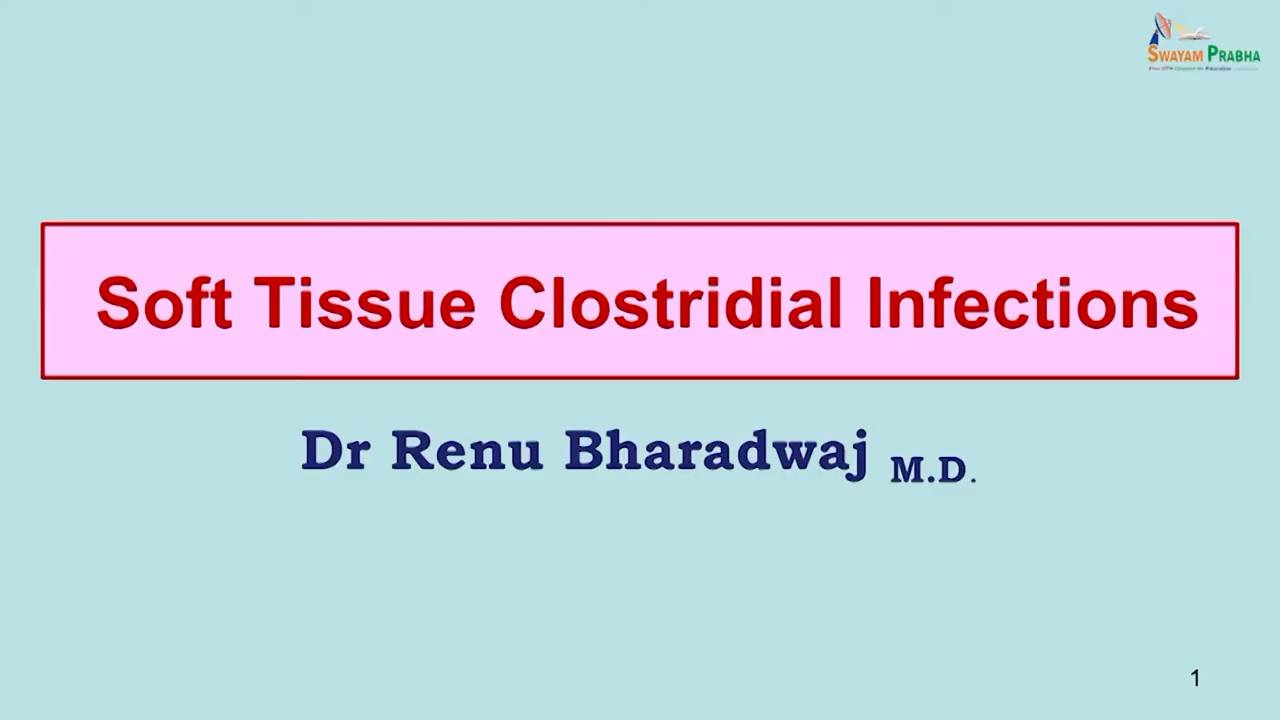 SWAYAM PRABHA
Soft Tissue Clostridial Infections
Dr Renu Bharadwaj M.D.
1